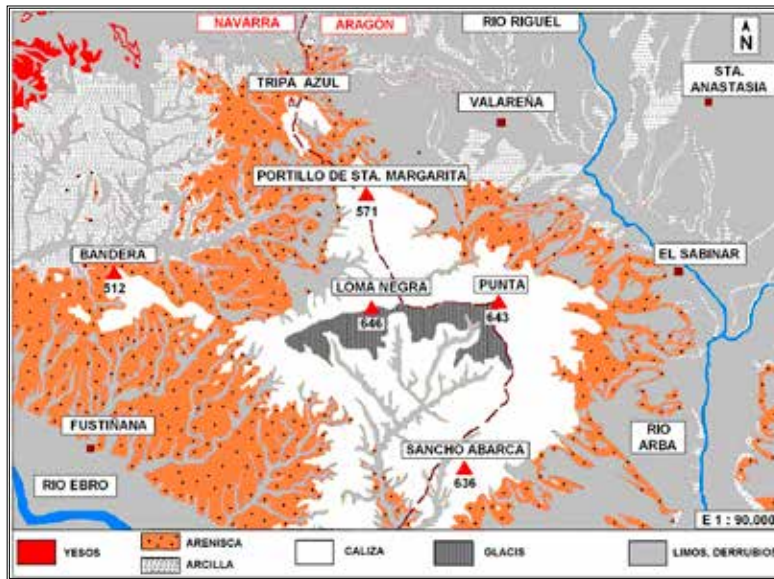 NAVARRA
ARAGÓN
RIO RIGUEL
N
TRIPA AZUL
VALAREÑA
STA.
ANASTASIA
PORTILLO DE STA. MARGARITA
571
BANDERA
512
LOMA NEGRA
646
PUNTA
643
EL SABINAR
FUSTIÑANA
RIO
ARBA
SANCHO ABARCA
636
RIO EBRO
E 1 : 90.000
YESOS
ARENISCA
ARCILLA
CALIZA
GLACIS
LIMOS, DERRUBIOS